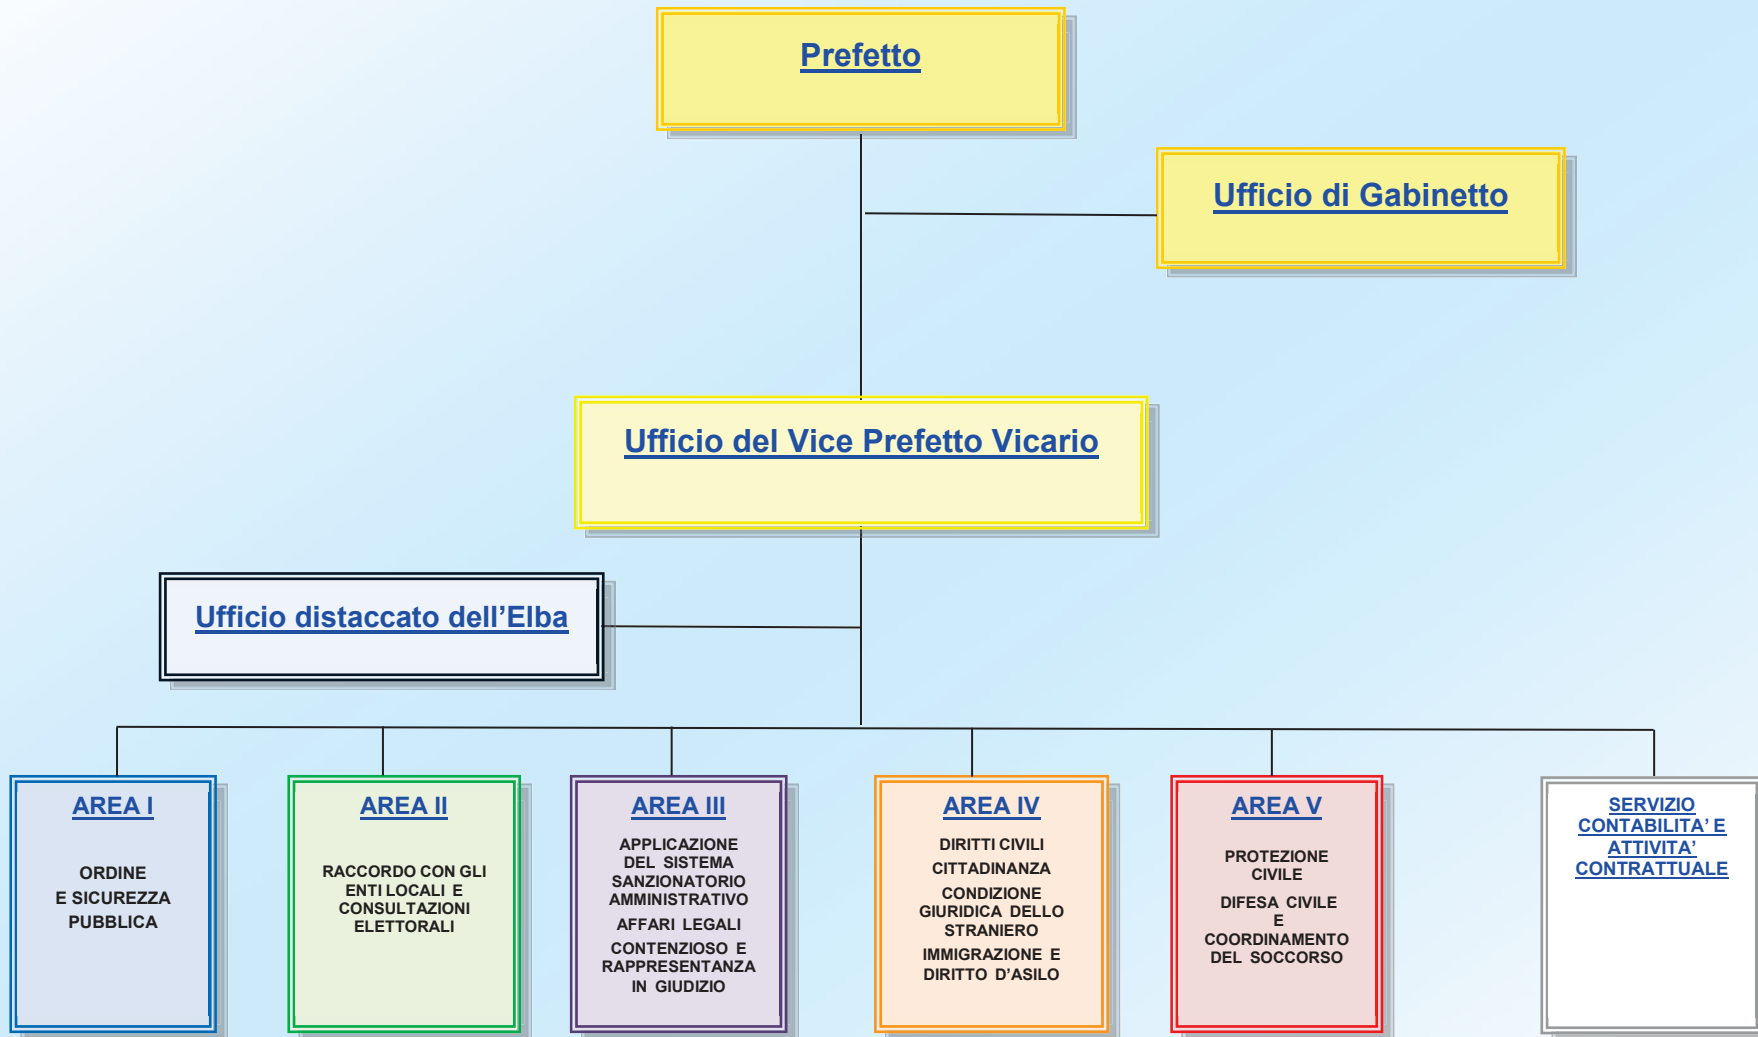 Prefetto
Ufficio di Gabinetto
Ufficio del Vice Prefetto Vicario
Ufficio distaccato dell’Elba
AREA I
ORDINE
E SICUREZZA
PUBBLICA
AREA II
RACCORDO CON GLI
ENTI LOCALI E
CONSULTAZIONI
ELETTORALI
AREA III
APPLICAZIONE
DEL SISTEMA
SANZIONATORIO
AMMINISTRATIVO
AFFARI LEGALI
CONTENZIOSO E
RAPPRESENTANZA
IN GIUDIZIO
AREA IV
DIRITTI CIVILI
CITTADINANZA
CONDIZIONE
GIURIDICA DELLO
STRANIERO
IMMIGRAZIONE E
DIRITTO D’ASILO
AREA V
PROTEZIONE
CIVILE
DIFESA CIVILE
E
COORDINAMENTO
DEL SOCCORSO
SERVIZIO
CONTABILITA’ E
ATTIVITA’
CONTRATTUALE